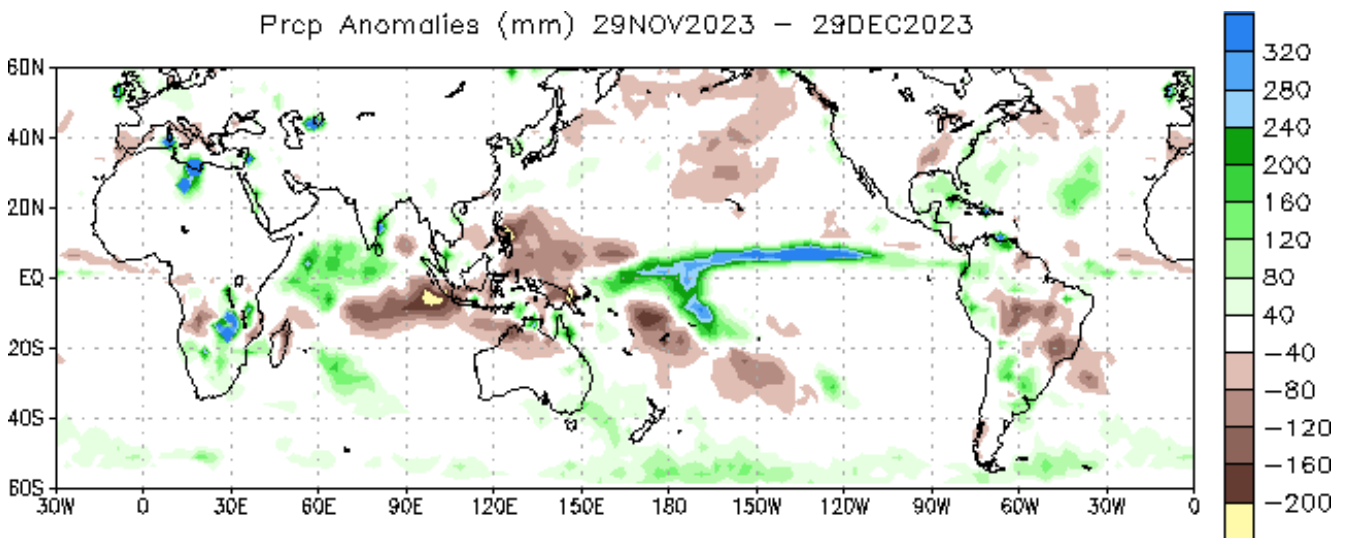 Prcp Anomalies (mm) 29NOV2023 – 29DEC2023
60N
40N
20N
EQ
20S
40S
60S
30W 0 30E 60E 90E 120E 150E 180 150W 120W 90W 60W 30W 0
320
280
240
200
160
120
80
40
−40
−80
−120
−160
−200